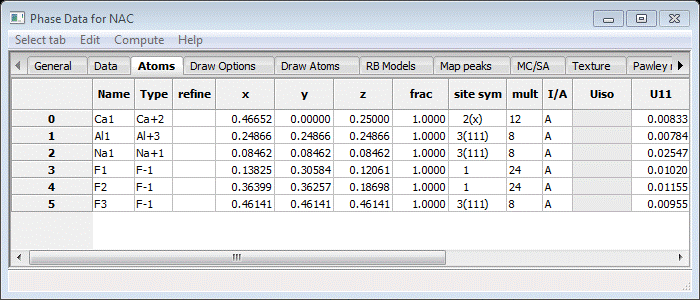 Phase Data for NAC
Select tab Edit Compute Help
General Data Atoms Draw Options Draw Atoms RB Models Map peaks MC/SA Texture Pawley r
Name Type refine x y z frac site sym mult I/A Uiso U11
0 Ca1 Ca+2 0.46652 0.00000 0.25000 1.0000 2(x) 12 A 0.00833
1 Al1 Al+3 0.24866 0.24866 0.24866 1.0000 3(111) 8 A 0.00784
2 Na1 Na+1 0.08462 0.08462 0.08462 1.0000 3(111) 8 A 0.02547
3 F1 F-1 0.13825 0.30584 0.12061 1.0000 1 24 A 0.01020
4 F2 F-1 0.36399 0.36257 0.18698 1.0000 1 24 A 0.01155
5 F3 F-1 0.46141 0.46141 0.46141 1.0000 3(111) 8 A 0.00955